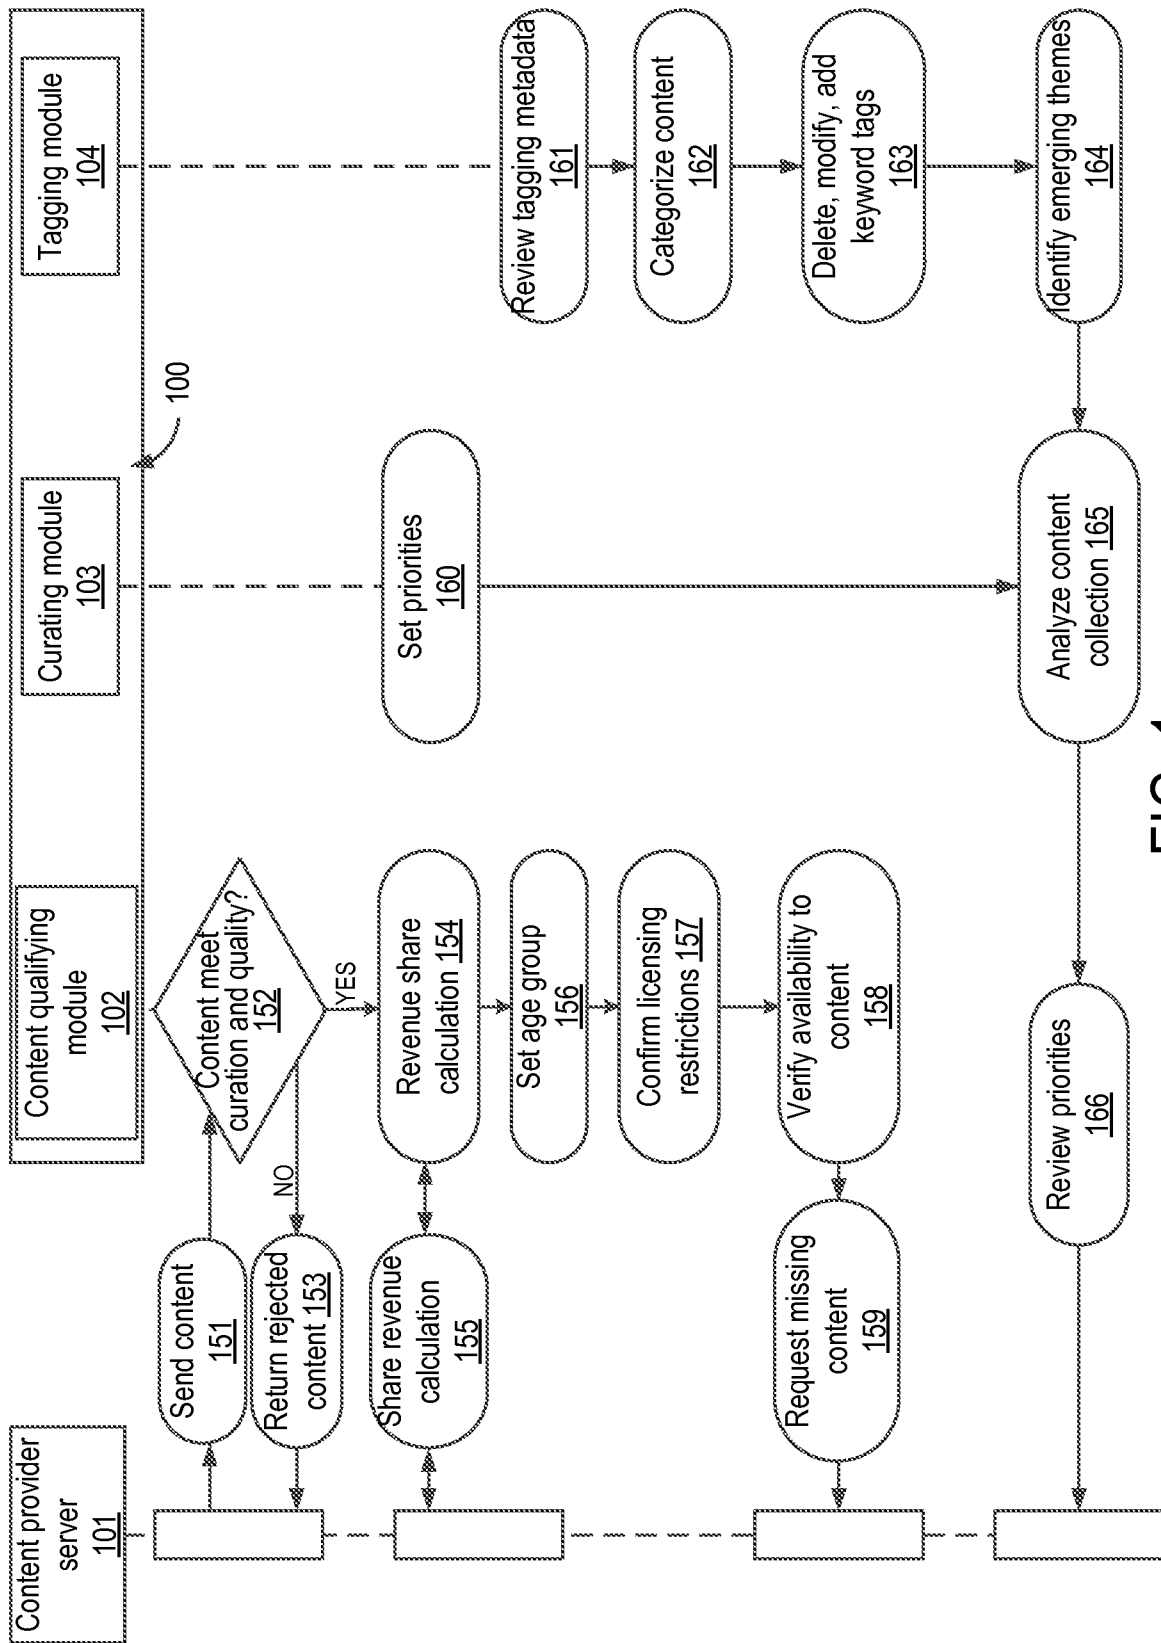 Content provider
server
101
Content qualifying
module
102
Curating module
103
Tagging module
104
100
Send content
151
Content meet
curation and quality?
152
NO
YES
Return rejected
content 153
Share revenue
calculation
155
Revenue share
calculation 154
Set age group
156
Confirm licensing
restrictions 157
Verify availability to
content
158
Request missing
content
159
Set priorities
160
Review tagging metadata
161
Categorize content
162
Delete, modify, add
keyword tags
163
Identify emerging themes
164
Analyze content
collection 165
Review priorities
166